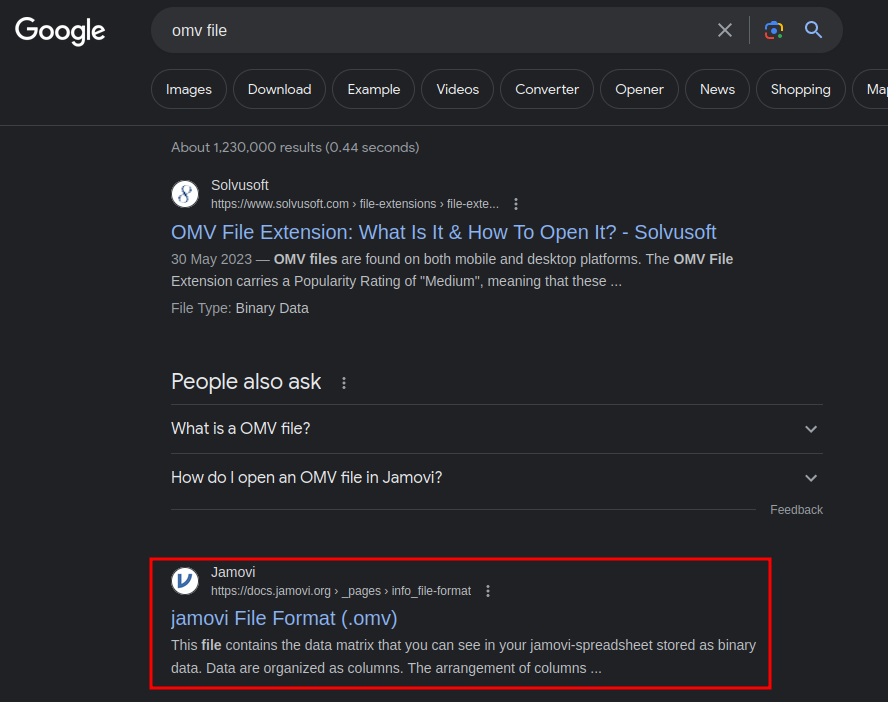 Google
omv file
Images Download Example Videos Converter Opener News Shopping
About 1,230,000 results (0.44 seconds)
Solvusoft
https://www.solvusoft.com › file-extensions › file-exte...
OMV File Extension: What Is It & How To Open It? - Solvusoft
30 May 2023 — OMV files are found on both mobile and desktop platforms. The OMV File
Extension carries a Popularity Rating of "Medium", meaning that these ...
File Type: Binary Data
People also ask
What is a OMV file?
How do I open an OMV file in Jamovi?
Feedback
Jamovi
https://docs.jamovi.org › _pages › info_file-format
jamovi File Format (.omv)
This file contains the data matrix that you can see in your jamovi-spreadsheet stored as binary
data. Data are organized as columns. The arrangement of columns ...